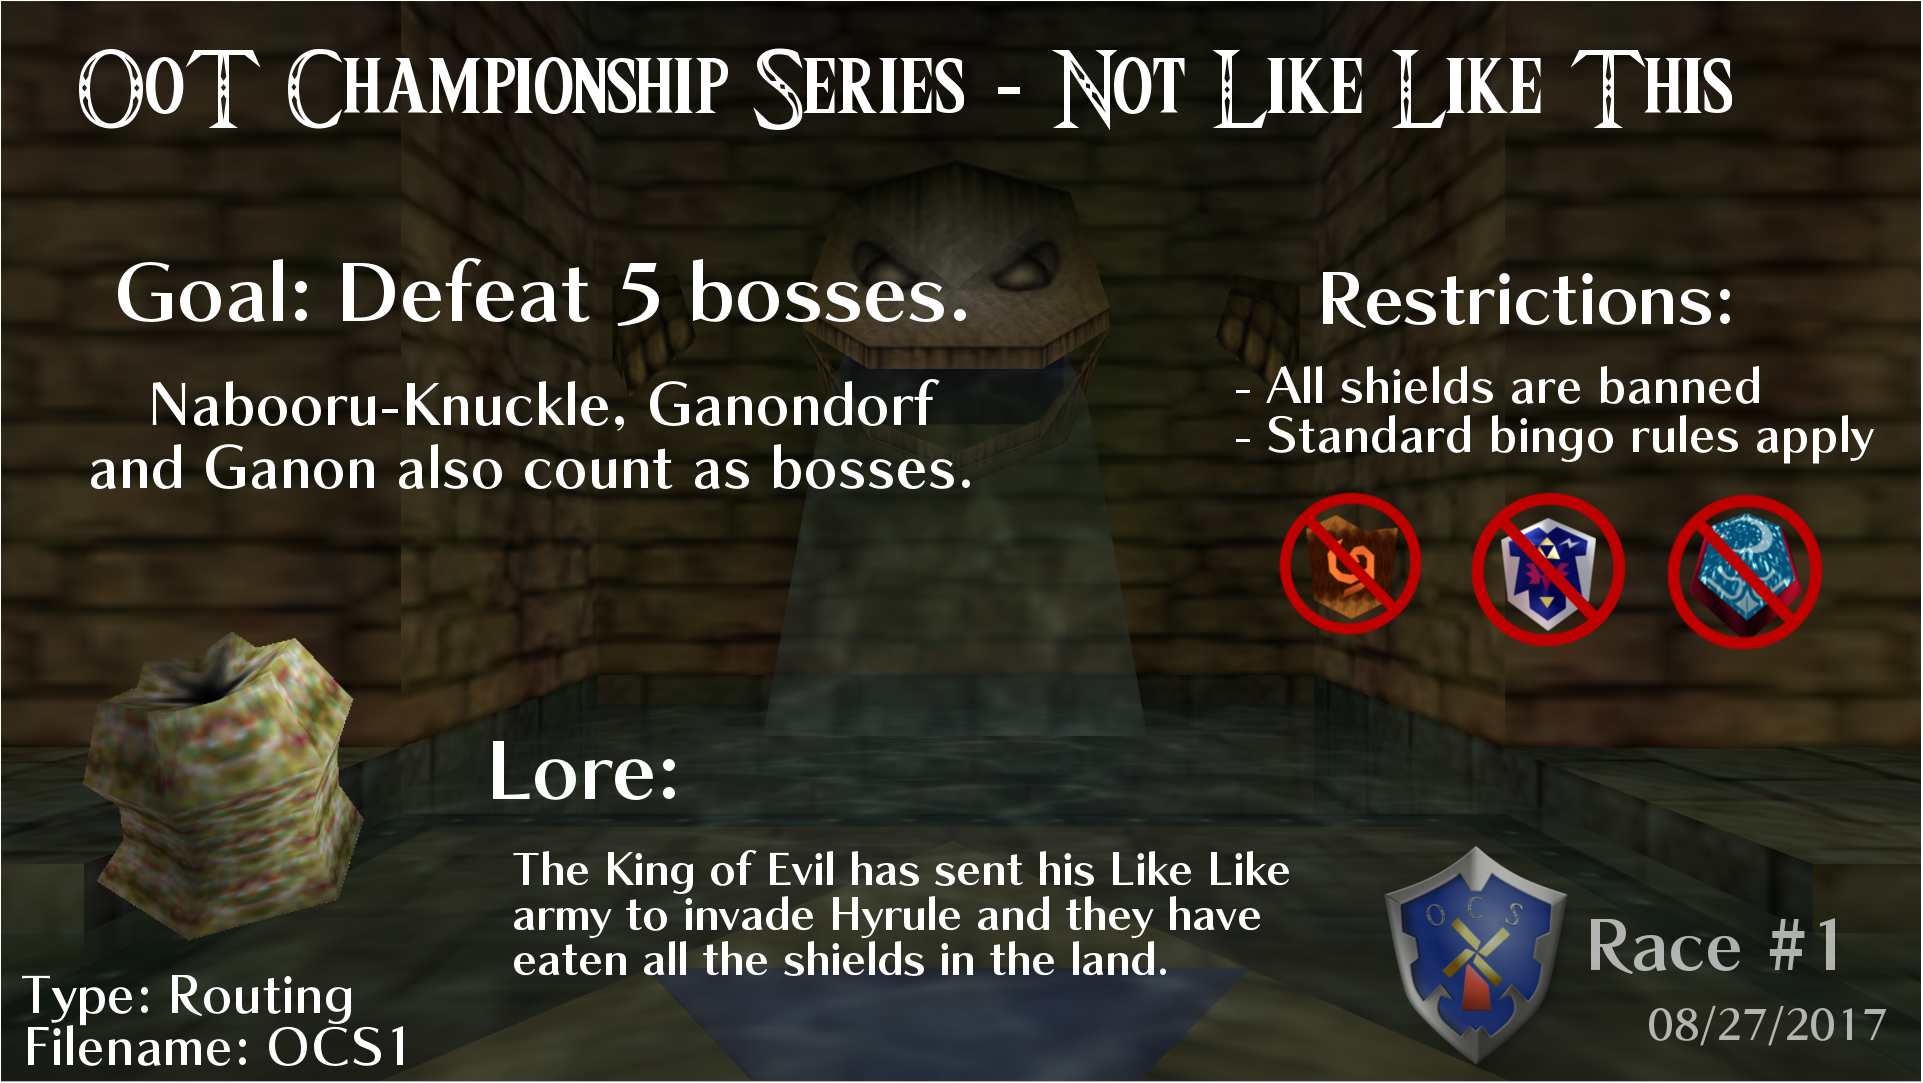 OoT Championship Series - Not Like Like This
Goal: Defeat 5 bosses.
Nabooru-Knuckle, Ganondorf
and Ganon also count as bosses.
Restrictions:
- All shields are banned
- Standard bingo rules apply
Lore:
The King of Evil has sent his Like Like
army to invade Hyrule and they have
eaten all the shields in the land.
Type: Routing
Filename: OCS1
OCS
Race #1
08/27/2017